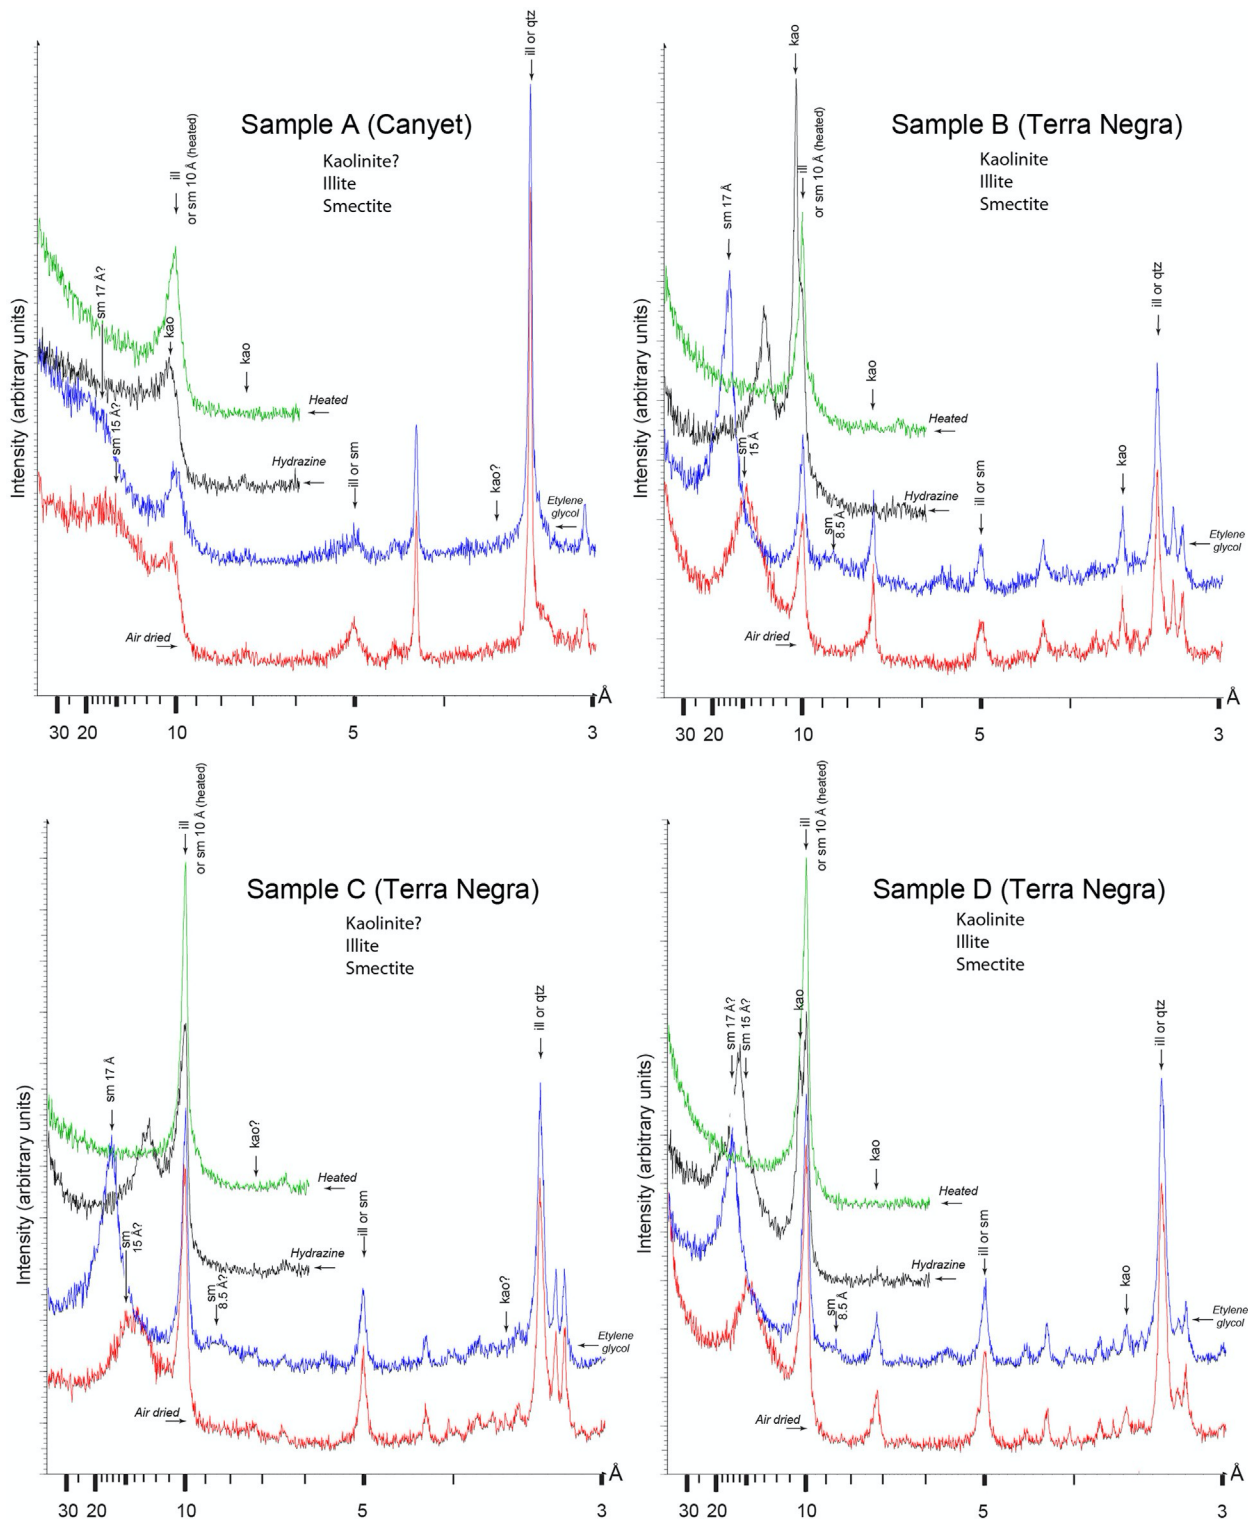 Sample A (Canyet)
Kaolinite?
Illite
Smectite
ill or qtz
ill
or sm 10 Å (heated)
sm 17 Å?
kao
kao
sm 15 Å?
Heated
Hydrazine
ill or sm
kao?
Etylene
glycol
Air dried
Intensity (arbitrary units)
Å
30 20 10 5 3
Sample B (Terra Negra)
Kaolinite
Illite
Smectite
kao
ill
or sm 10 Å (heated)
sm 17 Å
ill or qtz
kao
Heated
sm
15 Å
kao
ill or sm
Hydrazine
sm
8.5 Å
Etylene
glycol
Air dried
Intensity (arbitrary units)
Å
30 20 10 5 3
Sample C (Terra Negra)
Kaolinite?
Illite
Smectite
ill
or sm 10 Å (heated)
ill or qtz
sm 17 Å
kao?
Heated
sm
15 Å?
ill or sm
Hydrazine
sm
8.5 Å?
kao?
Etylene
glycol
Air dried
Intensity (arbitrary units)
Å
30 20 10 5 3
Sample D (Terra Negra)
Kaolinite
Illite
Smectite
ill
or sm 10 Å (heated)
kao
sm 17 Å?
sm 15 Å?
ill or qtz
kao
Heated
ill or sm
Hydrazine
kao
sm
8.5 Å
Etylene
glycol
Air dried
Intensity (arbitrary units)
Å
30 20 10 5 3